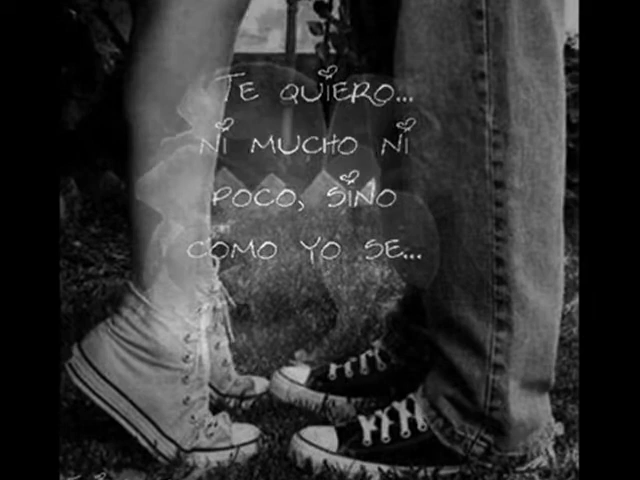 TE QUIERO...
NI MUCHO NI
POCO, SINO
COMO YO SE...